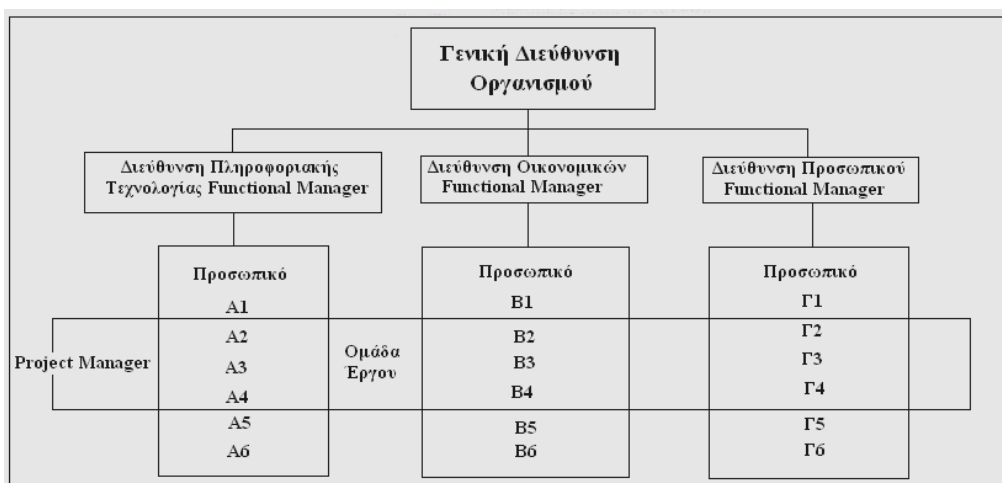 Γενική Διεύθυνση
Οργανισμού
Διεύθυνση Πληροφοριακής
Τεχνολογίας Functional Manager
Διεύθυνση Οικονομικών
Functional Manager
Διεύθυνση Προσωπικού
Functional Manager
Προσωπικό
Α1
Α2
Α3
Α4
Α5
Α6
Προσωπικό
Β1
Β2
Β3
Β4
Β5
Β6
Προσωπικό
Γ1
Γ2
Γ3
Γ4
Γ5
Γ6
Project Manager
Ομάδα
Έργου